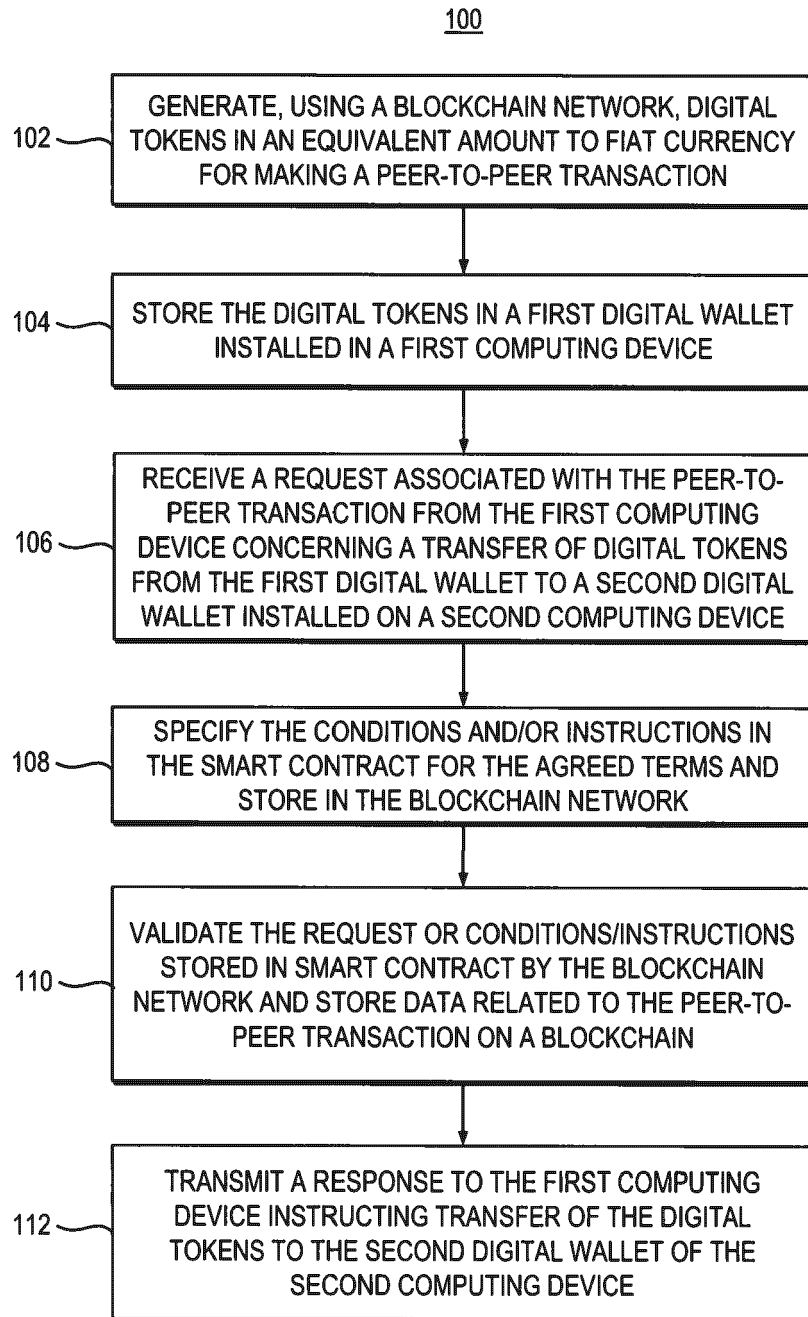 100
102
GENERATE, USING A BLOCKCHAIN NETWORK, DIGITAL
TOKENS IN AN EQUIVALENT AMOUNT TO FIAT CURRENCY
FOR MAKING A PEER-TO-PEER TRANSACTION
104
STORE THE DIGITAL TOKENS IN A FIRST DIGITAL WALLET
INSTALLED IN A FIRST COMPUTING DEVICE
106
RECEIVE A REQUEST ASSOCIATED WITH THE PEER-TO-
PEER TRANSACTION FROM THE FIRST COMPUTING
DEVICE CONCERNING A TRANSFER OF DIGITAL TOKENS
FROM THE FIRST DIGITAL WALLET TO A SECOND DIGITAL
WALLET INSTALLED ON A SECOND COMPUTING DEVICE
108
SPECIFY THE CONDITIONS AND/OR INSTRUCTIONS IN
THE SMART CONTRACT FOR THE AGREED TERMS AND
STORE IN THE BLOCKCHAIN NETWORK
110
VALIDATE THE REQUEST OR CONDITIONS/INSTRUCTIONS
STORED IN SMART CONTRACT BY THE BLOCKCHAIN
NETWORK AND STORE DATA RELATED TO THE PEER-TO-
PEER TRANSACTION ON A BLOCKCHAIN
112
TRANSMIT A RESPONSE TO THE FIRST COMPUTING
DEVICE INSTRUCTING TRANSFER OF THE DIGITAL
TOKENS TO THE SECOND DIGITAL WALLET OF THE
SECOND COMPUTING DEVICE